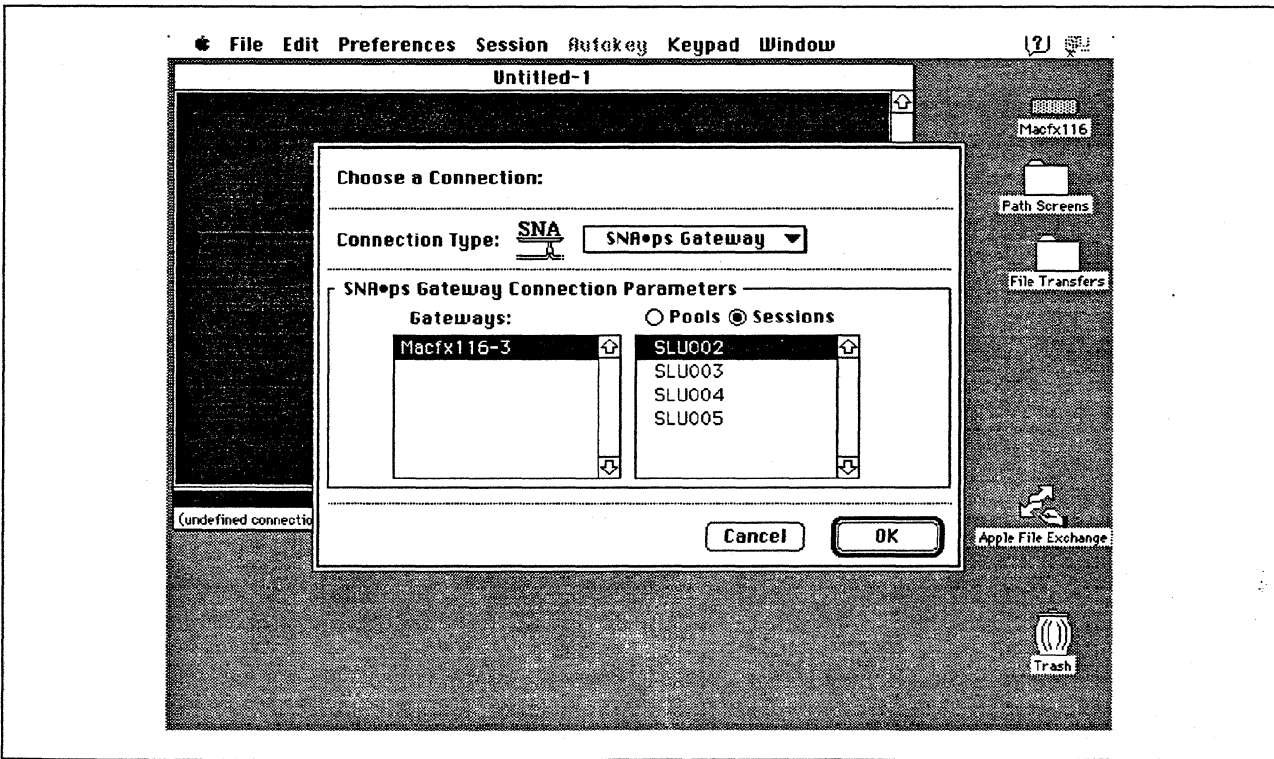 File Edit Preferences Session Autokey Keypad Window
Untitled-1
Macfx116
Choose a Connection:
Path Screens
Connection Type: SNA SNA•ps Gateway
File Transfers
SNA•ps Gateway Connection Parameters
Gateways: Pools Sessions
Macfx116-3 SLU002
SLU003
SLU004
SLU005
(undefined connectio
Cancel OK
Apple File Exchange
Trash